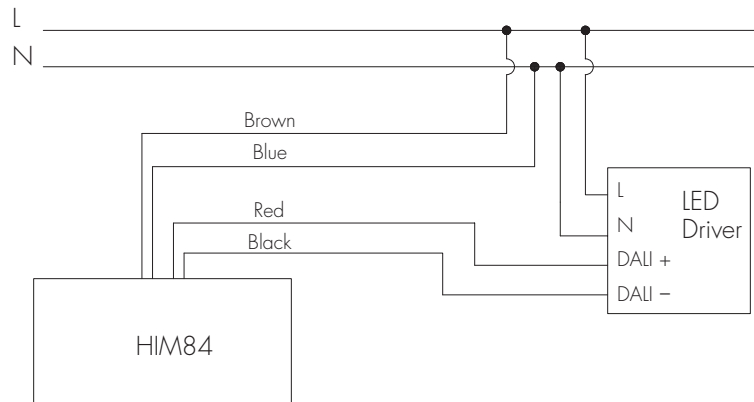 L
N
Brown
Blue
Red
Black
HIM84
L
N
DALI +
DALI −
LED
Driver